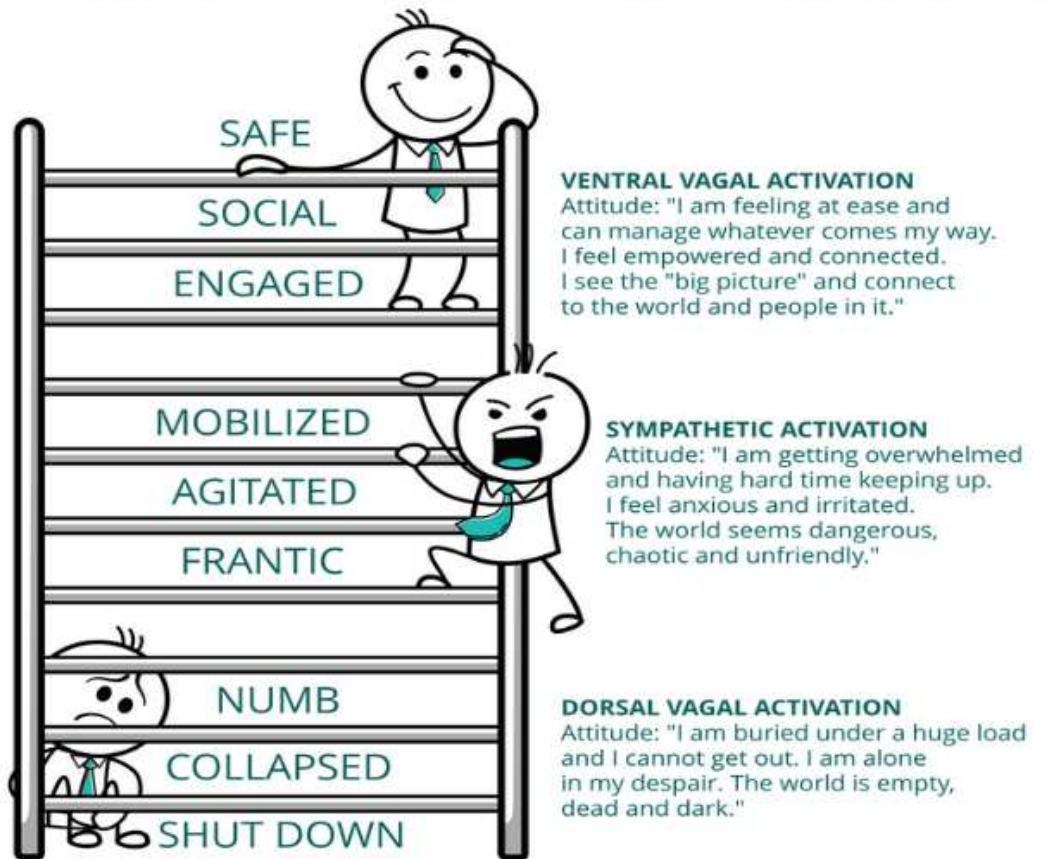 SAFE
SOCIAL
ENGAGED
VENTRAL VAGAL ACTIVATION
Attitude: "I am feeling at ease and
can manage whatever comes my way.
I feel empowered and connected.
I see the "big picture" and connect
to the world and people in it."
MOBILIZED
AGITATED
FRANTIC
SYMPATHETIC ACTIVATION
Attitude: "I am getting overwhelmed
and having hard time keeping up.
I feel anxious and irritated.
The world seems dangerous,
chaotic and unfriendly."
NUMB
COLLAPSED
SHUT DOWN
DORSAL VAGAL ACTIVATION
Attitude: "I am buried under a huge load
and I cannot get out. I am alone
in my despair. The world is empty,
dead and dark."